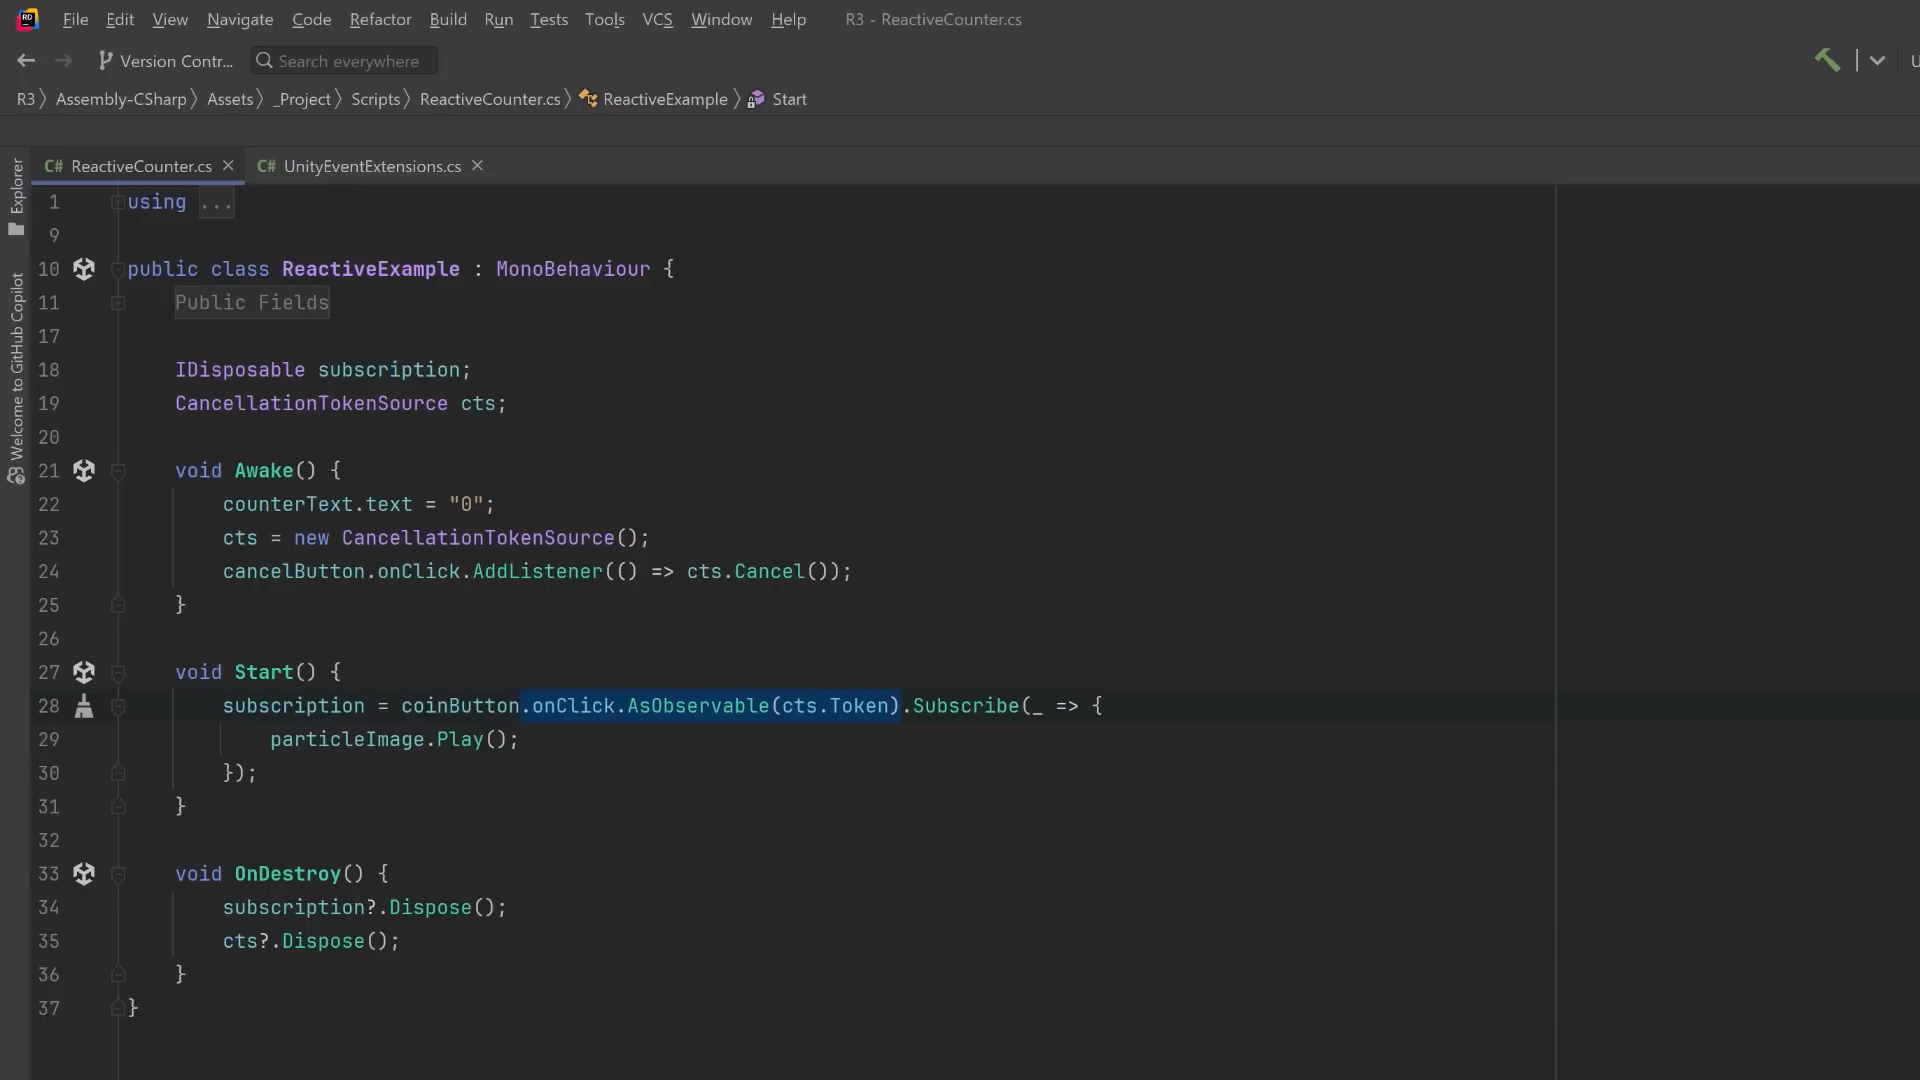 RD File Edit View Navigate Code Refactor Build Run Tests Tools VCS Window Help R3 - ReactiveCounter.cs
Version Contr... Search everywhere U
R3 Assembly-CSharp Assets _Project Scripts ReactiveCounter.cs ReactiveExample Start
Explorer
Welcome to GitHub Copilot
C# ReactiveCounter.cs C# UnityEventExtensions.cs
1 using ...
9
10 public class ReactiveExample : MonoBehaviour {
11 Public Fields
17
18 IDisposable subscription;
19 CancellationTokenSource cts;
20
21 void Awake() {
22 counterText.text = "0";
23 cts = new CancellationTokenSource();
24 cancelButton.onClick.AddListener(() => cts.Cancel());
25 }
26
27 void Start() {
28 subscription = coinButton.onClick.AsObservable(cts.Token).Subscribe(_ => {
29 particleImage.Play();
30 });
31 }
32
33 void OnDestroy() {
34 subscription?.Dispose();
35 cts?.Dispose();
36 }
37 }